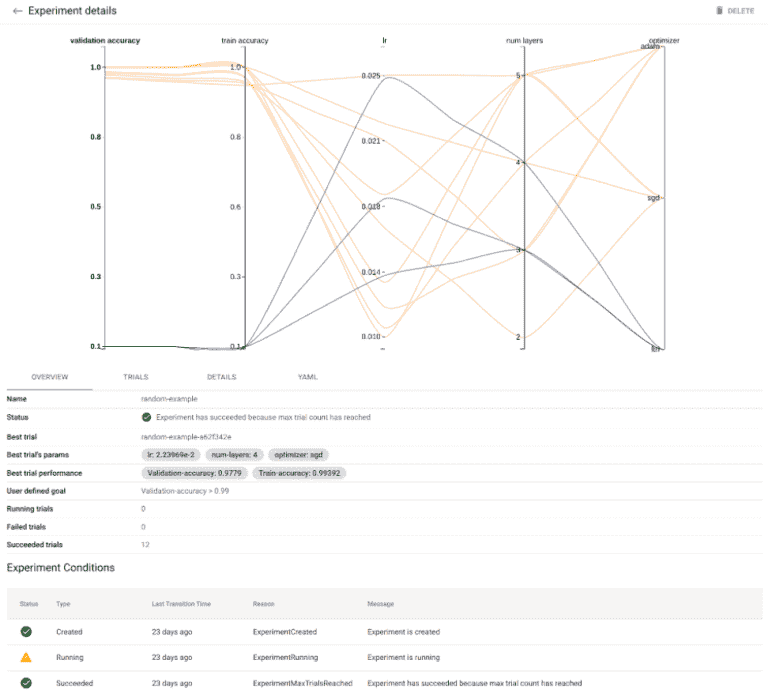 Experiment details
DELETE
validation accuracy train accuracy lr num layers optimizer
adam
1.0 1.0 0.025 5
0.8 0.8 0.021 4
0.5 0.6 0.018 sgd
0.3 0.3 0.014 3
0.1 0.1 0.010 2
OVERVIEW TRIALS DETAILS YAML
Name random-example
Status Experiment has succeeded because max trial count has reached
Best trial random-example-a62f342e
Best trial's params lr: 2.23969e-2 num-layers: 4 optimizer: sgd
Best trial performance Validation-accuracy: 0.9779 Train-accuracy: 0.99392
User defined goal Validation-accuracy > 0.99
Running trials 0
Failed trials 0
Succeeded trials 12
Experiment Conditions
Status Type Last Transition Time Reason Message
Created 23 days ago ExperimentCreated Experiment is created
Running 23 days ago ExperimentRunning Experiment is running
Succeeded 23 days ago ExperimentMaxTrialsReached Experiment has succeeded because max trial count has reached